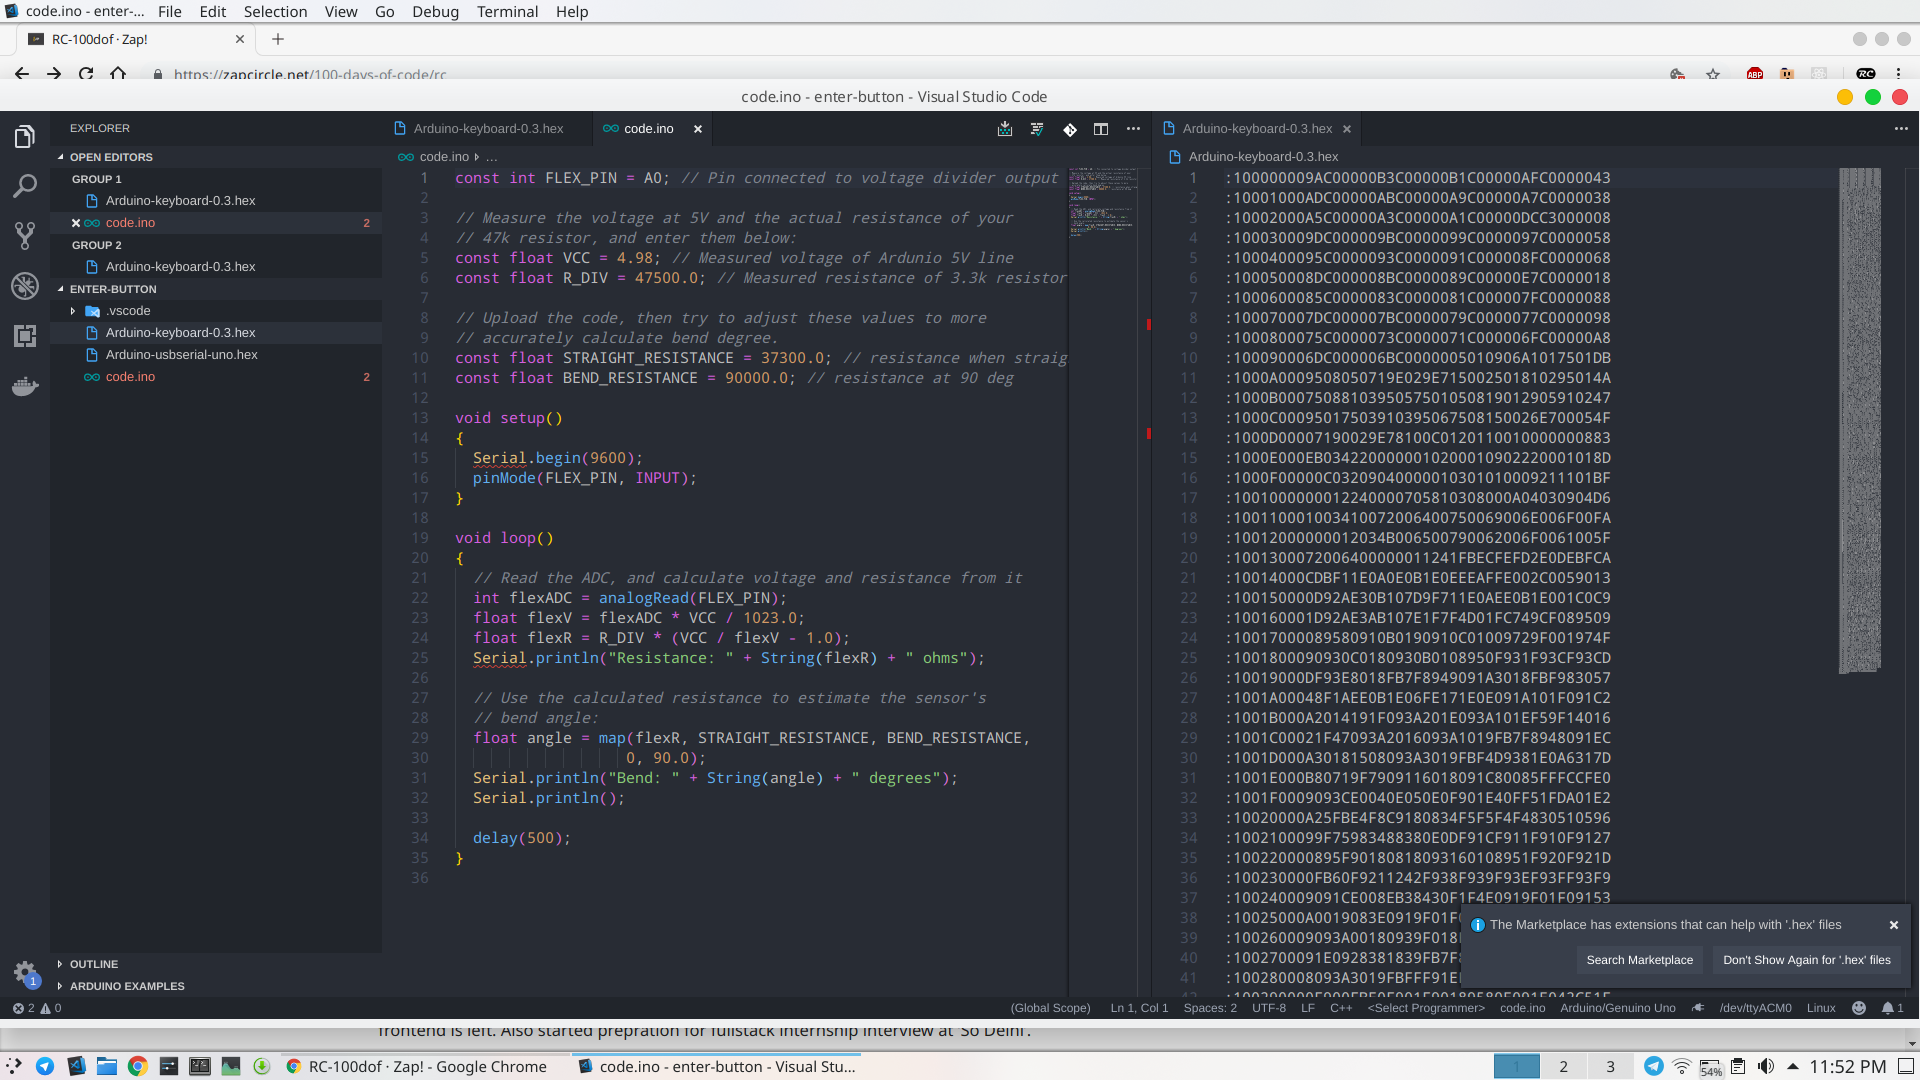 code.ino - enter-... File Edit Selection View Go Debug Terminal Help
RC-100dof · Zap!
https://zapcircle.net/100-days-of-code/rc
ABP RC
code.ino - enter-button - Visual Studio Code
EXPLORER
OPEN EDITORS
GROUP 1
Arduino-keyboard-0.3.hex
code.ino 2
GROUP 2
Arduino-keyboard-0.3.hex
ENTER-BUTTON
.vscode
Arduino-keyboard-0.3.hex
Arduino-usbserial-uno.hex
code.ino 2
OUTLINE
ARDUINO EXAMPLES
1
Arduino-keyboard-0.3.hex code.ino
code.ino ...
1 const int FLEX_PIN = A0; // Pin connected to voltage divider output
2
3 // Measure the voltage at 5V and the actual resistance of your
4 // 47k resistor, and enter them below:
5 const float VCC = 4.98; // Measured voltage of Ardunio 5V line
6 const float R_DIV = 47500.0; // Measured resistance of 3.3k resistor
7
8 // Upload the code, then try to adjust these values to more
9 // accurately calculate bend degree.
10 const float STRAIGHT_RESISTANCE = 37300.0; // resistance when straig
11 const float BEND_RESISTANCE = 90000.0; // resistance at 90 deg
12
13 void setup()
14 {
15 Serial.begin(9600);
16 pinMode(FLEX_PIN, INPUT);
17 }
18
19 void loop()
20 {
21 // Read the ADC, and calculate voltage and resistance from it
22 int flexADC = analogRead(FLEX_PIN);
23 float flexV = flexADC * VCC / 1023.0;
24 float flexR = R_DIV * (VCC / flexV - 1.0);
25 Serial.println("Resistance: " + String(flexR) + " ohms");
26
27 // Use the calculated resistance to estimate the sensor's
28 // bend angle:
29 float angle = map(flexR, STRAIGHT_RESISTANCE, BEND_RESISTANCE,
30 0, 90.0);
31 Serial.println("Bend: " + String(angle) + " degrees");
32 Serial.println();
33
34 delay(500);
35 }
36
Arduino-keyboard-0.3.hex
Arduino-keyboard-0.3.hex
1 :100000009AC00000B3C00000B1C00000AFC0000043
2 :10001000ADC00000ABC00000A9C00000A7C0000038
3 :10002000A5C00000A3C00000A1C00000DCC3000008
4 :100030009DC000009BC0000099C0000097C0000058
5 :1000400095C0000093C0000091C000008FC0000068
6 :100050008DC000008BC0000089C00000E7C0000018
7 :1000600085C0000083C0000081C000007FC0000088
8 :100070007DC000007BC0000079C0000077C0000098
9 :1000800075C0000073C0000071C000006FC00000A8
10 :100090006DC000006BC0000005010906A1017501DB
11 :1000A0009508050719E029E715002501810295014A
12 :1000B0007508810395057501050819012905910247
13 :1000C00095017503910395067508150026E700054F
14 :1000D00007190029E78100C0120110010000000883
15 :1000E000EB0342200000010200010902220001018D
16 :1000F00000C03209040000010301010009211101BF
17 :10010000000122400007058103080​00A04030904D6
18 :100110001003410072006400750069006E006F00FA
19 :10012000000012034B006500790062006F0061005F
20 :10013000720064000000011241FBECFEFD2E0DEBFCA
21 :10014000CDBF11E0A0E0B1E0EEEAFFE002C0059013
22 :100150000D92AE30B107D9F711E0AEE0B1E001C0C9
23 :100160001D92AE3AB107E1F7F4D01FC749CF089509
24 :1001700089580910B0190910C01009729F001974F
25 :1001800090930C0180930B0108950F931F93CF93CD
26 :10019000DF93E8018FB7F8949091A3018FBF983057
27 :1001A00048F1AEE0B1E06FE171E0E091A101F091C2
28 :1001B000A2014191F093A201E093A101EF59F14016
29 :1001C00021F47093A2016093A1019FB7F8948091EC
30 :1001D000A30181508093A3019FBF4D9381E0A6317D
31 :1001E000B80719F7909116018091C80085FFFCCFE0
32 :1001F0009093CE0040E050E0F901E40FF51FDA01E2
33 :10020000A25FBE4F8C9180834F5F5F4F4830510596
34 :1002100099F75983488380E0DF91CF911F910F9127
35 :100220000895F90180818093160108951F920F921D
36 :100230000FB60F9211242F938F939F93EF93FF93F9
37 :100240009091CE008EB38430F1F4E0919F01F09153
38 :10025000A0019083E0919F01F0
39 :100260009093A00180939F018F
40 :1002700091E0928381839FB7F8
41 :100280008093A3019FBFFF91EF
The Marketplace has extensions that can help with '.hex' files
Search Marketplace Don't Show Again for '.hex' files
2 0 (Global Scope) Ln 1, Col 1 Spaces: 2 UTF-8 LF C++ <Select Programmer> code.ino Arduino/Genuino Uno /dev/ttyACM0 Linux 1
frontend is left. Also started prepration for fullstack internship interview at 'So Delhi'.
RC-100dof · Zap! - Google Chrome code.ino - enter-button - Visual Stu... 1 2 3 54% 11:52 PM